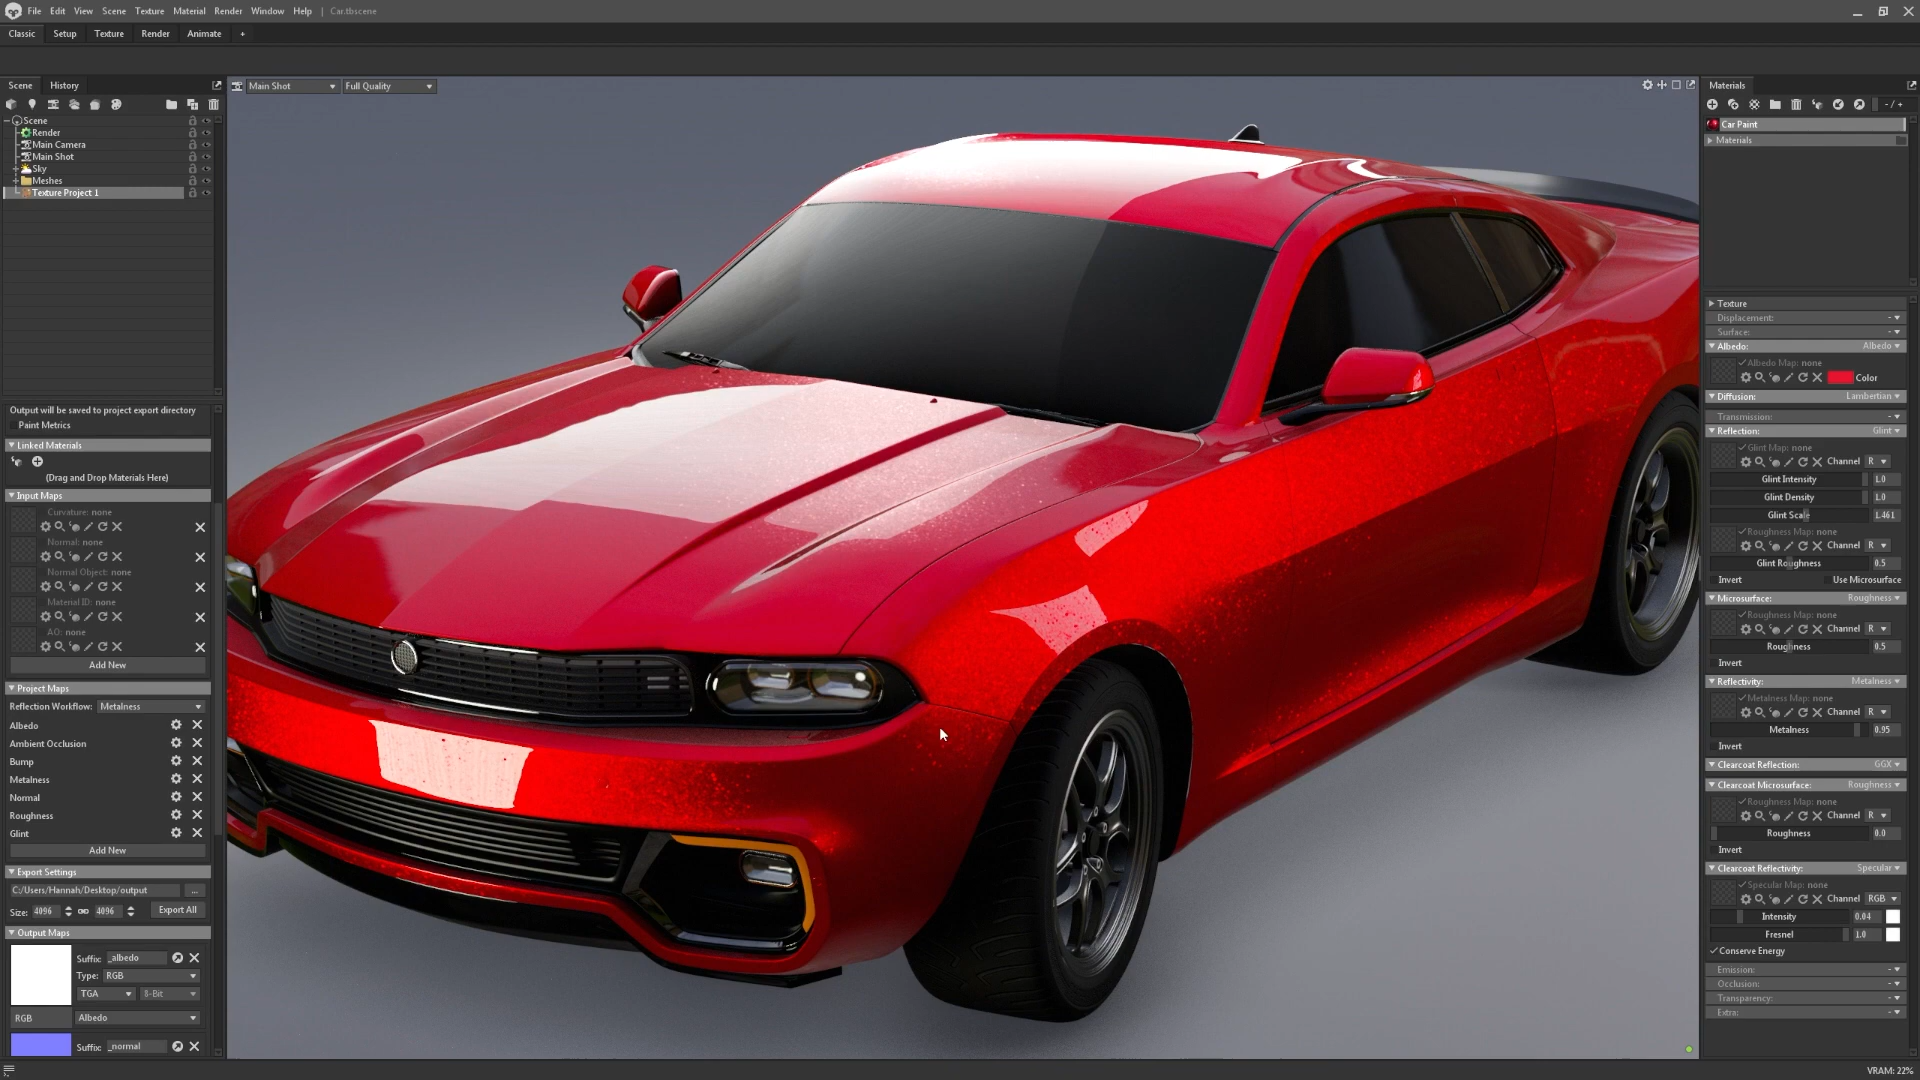 File Edit View Scene Texture Material Render Window Help | Car.tbscene
Classic Setup Texture Render Animate +
Scene History
Scene
Render
Main Camera
Main Shot
Sky
Meshes
Texture Project 1
Output will be saved to project export directory
Paint Metrics
Linked Materials
(Drag and Drop Materials Here)
Input Maps
Curvature: none
Normal: none
Normal Object: none
Material ID: none
AO: none
Add New
Project Maps
Reflection Workflow: Metalness
Albedo
Ambient Occlusion
Bump
Metalness
Normal
Roughness
Glint
Add New
Export Settings
C:/Users/Hannah/Desktop/output ...
Size: 4096 4096 Export All
Output Maps
Suffix: _albedo
Type: RGB
TGA 8-Bit
RGB Albedo
Suffix: _normal
Main Shot Full Quality
Materials
- / +
Car Paint
Materials
Texture
Displacement: -
Surface: -
Albedo: Albedo
Albedo Map: none
Color
Diffusion: Lambertian
Transmission: -
Reflection: Glint
Glint Map: none
Channel R
Glint Intensity 1.0
Glint Density 1.0
Glint Scale 1.461
Roughness Map: none
Channel R
Glint Roughness 0.5
Invert Use Microsurface
Microsurface: Roughness
Roughness Map: none
Channel R
Roughness 0.5
Invert
Reflectivity: Metalness
Metalness Map: none
Channel R
Metalness 0.95
Invert
Clearcoat Reflection: GGX
Clearcoat Microsurface: Roughness
Roughness Map: none
Channel R
Roughness 0.0
Invert
Clearcoat Reflectivity: Specular
Specular Map: none
Channel RGB
Intensity 0.04
Fresnel 1.0
Conserve Energy
Emission: -
Occlusion: -
Transparency: -
Extra: -
VRAM: 22%